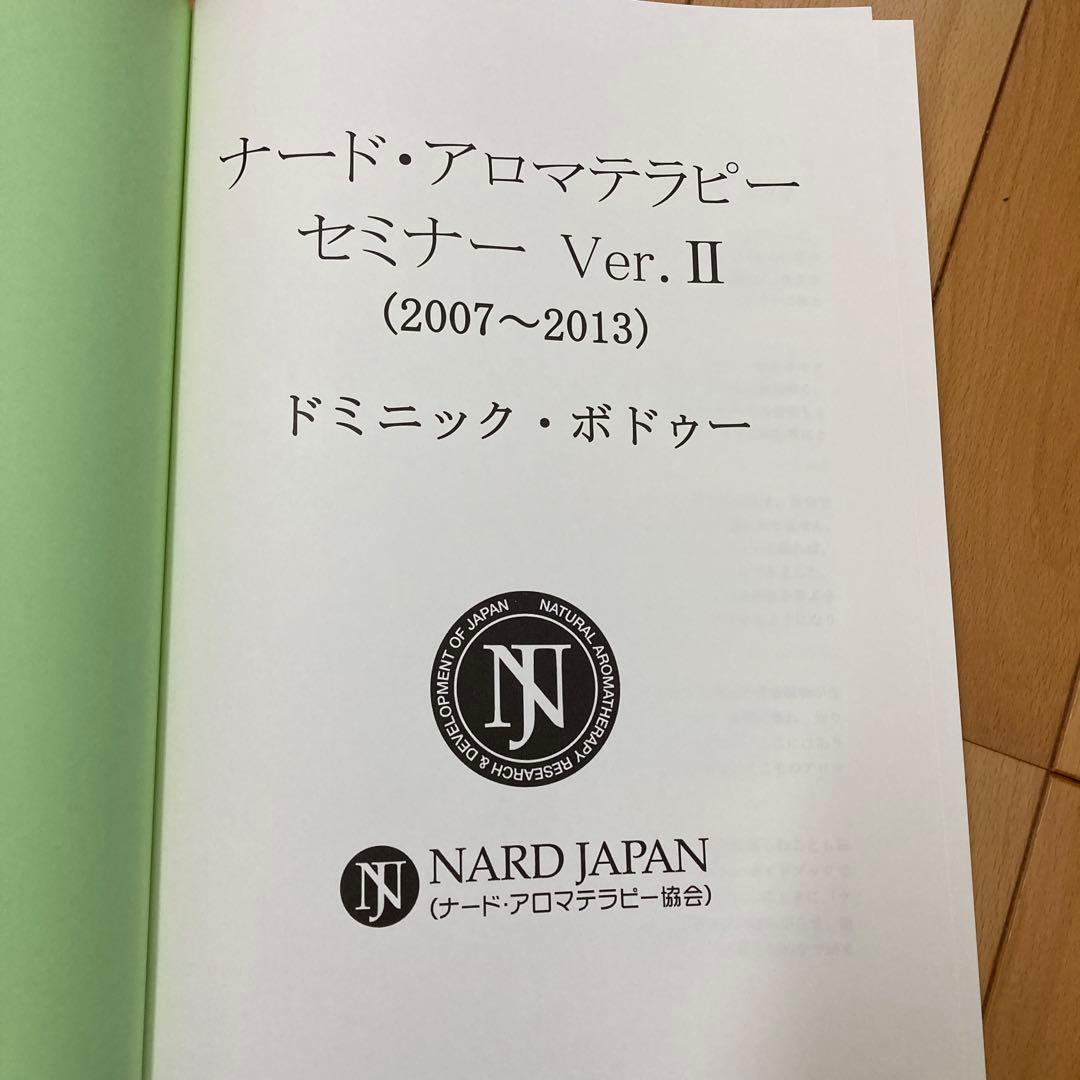 ナード・アロマテラピー
セミナー Ver.Ⅱ
(2007～2013)
ドミニック・ボドゥー
NATURAL AROMATHERAPY RESEARCH & DEVELOPMENT OF JAPAN
NJ
NJ NARD JAPAN
(ナード・アロマテラピー協会)